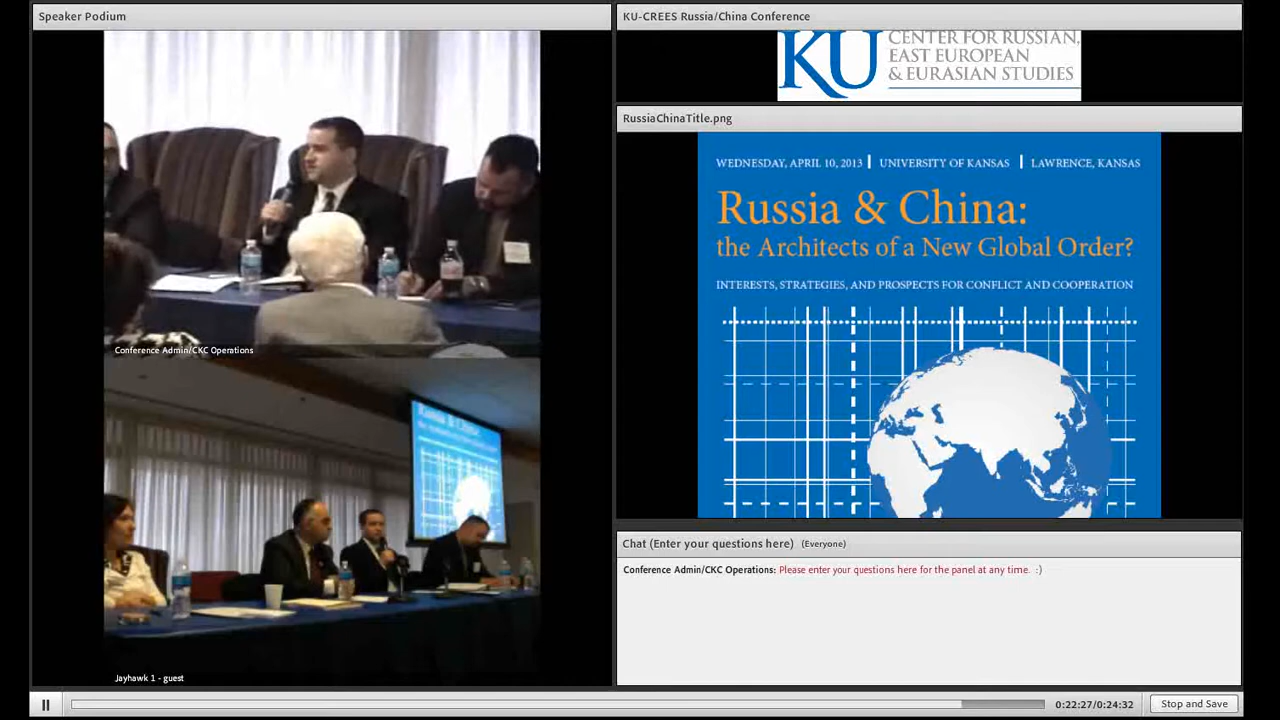 Speaker Podium
Conference Admin/CKC Operations
Russia & China:
Jayhawk 1 - guest
KU-CREES Russia/China Conference
KU
CENTER FOR RUSSIAN,
EAST EUROPEAN
& EURASIAN STUDIES
RussiaChinaTitle.png
WEDNESDAY, APRIL 10, 2013 | UNIVERSITY OF KANSAS | LAWRENCE, KANSAS
Russia & China:
the Architects of a New Global Order?
INTERESTS, STRATEGIES, AND PROSPECTS FOR CONFLICT AND COOPERATION
Chat (Enter your questions here) (Everyone)
Conference Admin/CKC Operations: Please enter your questions here for the panel at any time. :)
0:22:27/0:24:32
Stop and Save